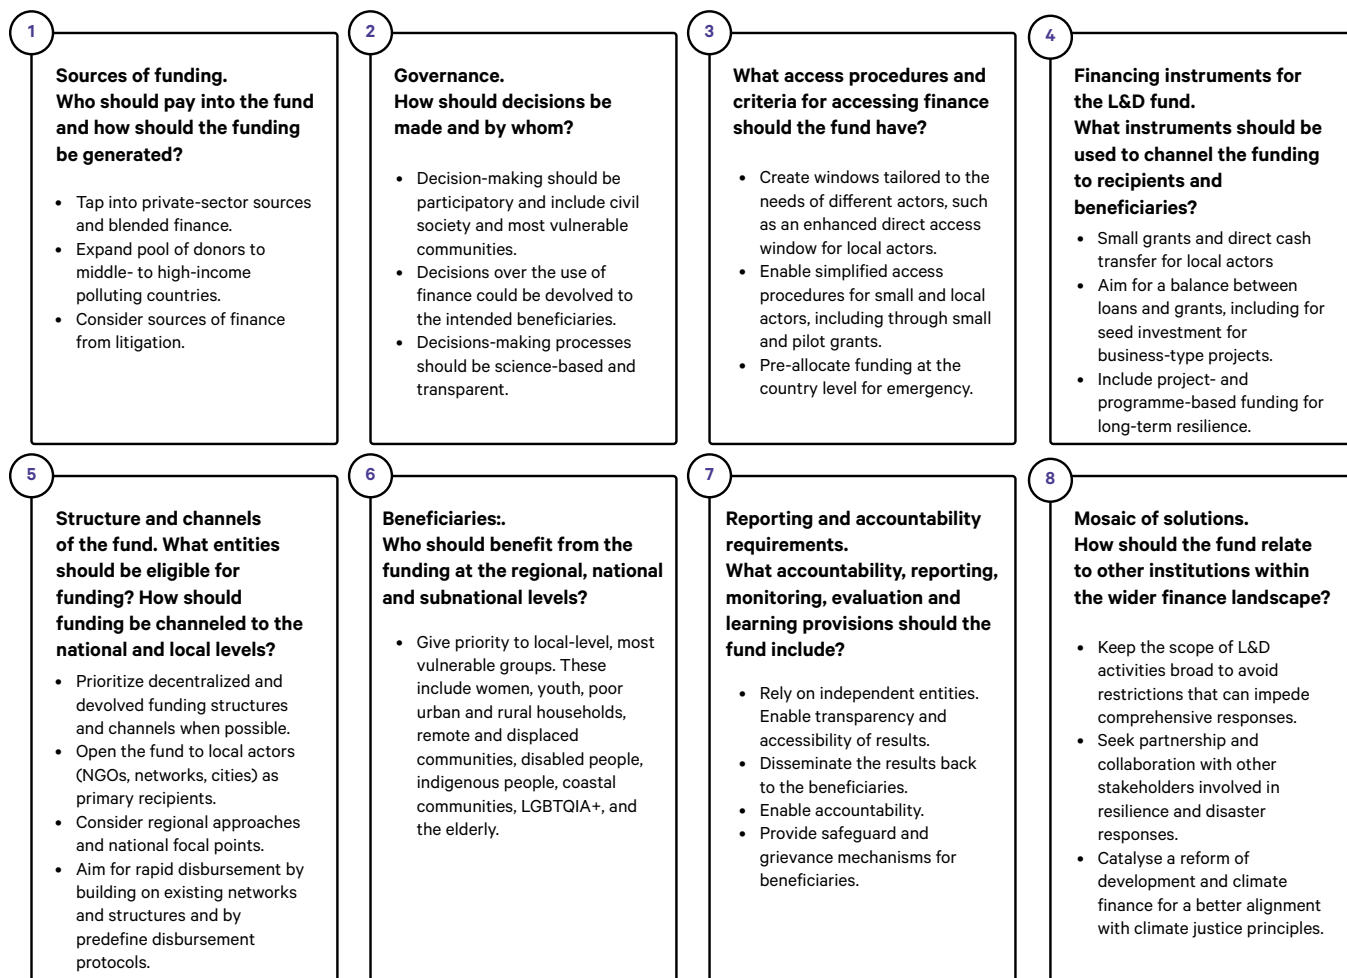 1
Sources of funding.
Who should pay into the fund
and how should the funding
be generated?
• Tap into private-sector sources
and blended finance.
• Expand pool of donors to
middle- to high-income
polluting countries.
• Consider sources of finance
from litigation.
2
Governance.
How should decisions be
made and by whom?
• Decision-making should be
participatory and include civil
society and most vulnerable
communities.
• Decisions over the use of
finance could be devolved to
the intended beneficiaries.
• Decisions-making processes
should be science-based and
transparent.
3
What access procedures and
criteria for accessing finance
should the fund have?
• Create windows tailored to the
needs of different actors, such
as an enhanced direct access
window for local actors.
• Enable simplified access
procedures for small and local
actors, including through small
and pilot grants.
• Pre-allocate funding at the
country level for emergency.
4
Financing instruments for
the L&D fund.
What instruments should be
used to channel the funding
to recipients and
beneficiaries?
• Small grants and direct cash
transfer for local actors
• Aim for a balance between
loans and grants, including for
seed investment for
business-type projects.
• Include project- and
programme-based funding for
long-term resilience.
5
Structure and channels
of the fund. What entities
should be eligible for
funding? How should
funding be channeled to the
national and local levels?
• Prioritize decentralized and
devolved funding structures
and channels when possible.
• Open the fund to local actors
(NGOs, networks, cities) as
primary recipients.
• Consider regional approaches
and national focal points.
• Aim for rapid disbursement by
building on existing networks
and structures and by
predefine disbursement
protocols.
6
Beneficiaries:.
Who should benefit from the
funding at the regional, national
and subnational levels?
• Give priority to local-level, most
vulnerable groups. These
include women, youth, poor
urban and rural households,
remote and displaced
communities, disabled people,
indigenous people, coastal
communities, LGBTQIA+, and
the elderly.
7
Reporting and accountability
requirements.
What accountability, reporting,
monitoring, evaluation and
learning provisions should the
fund include?
• Rely on independent entities.
Enable transparency and
accessibility of results.
• Disseminate the results back
to the beneficiaries.
• Enable accountability.
• Provide safeguard and
grievance mechanisms for
beneficiaries.
8
Mosaic of solutions.
How should the fund relate
to other institutions within
the wider finance landscape?
• Keep the scope of L&D
activities broad to avoid
restrictions that can impede
comprehensive responses.
• Seek partnership and
collaboration with other
stakeholders involved in
resilience and disaster
responses.
• Catalyse a reform of
development and climate
finance for a better alignment
with climate justice principles.